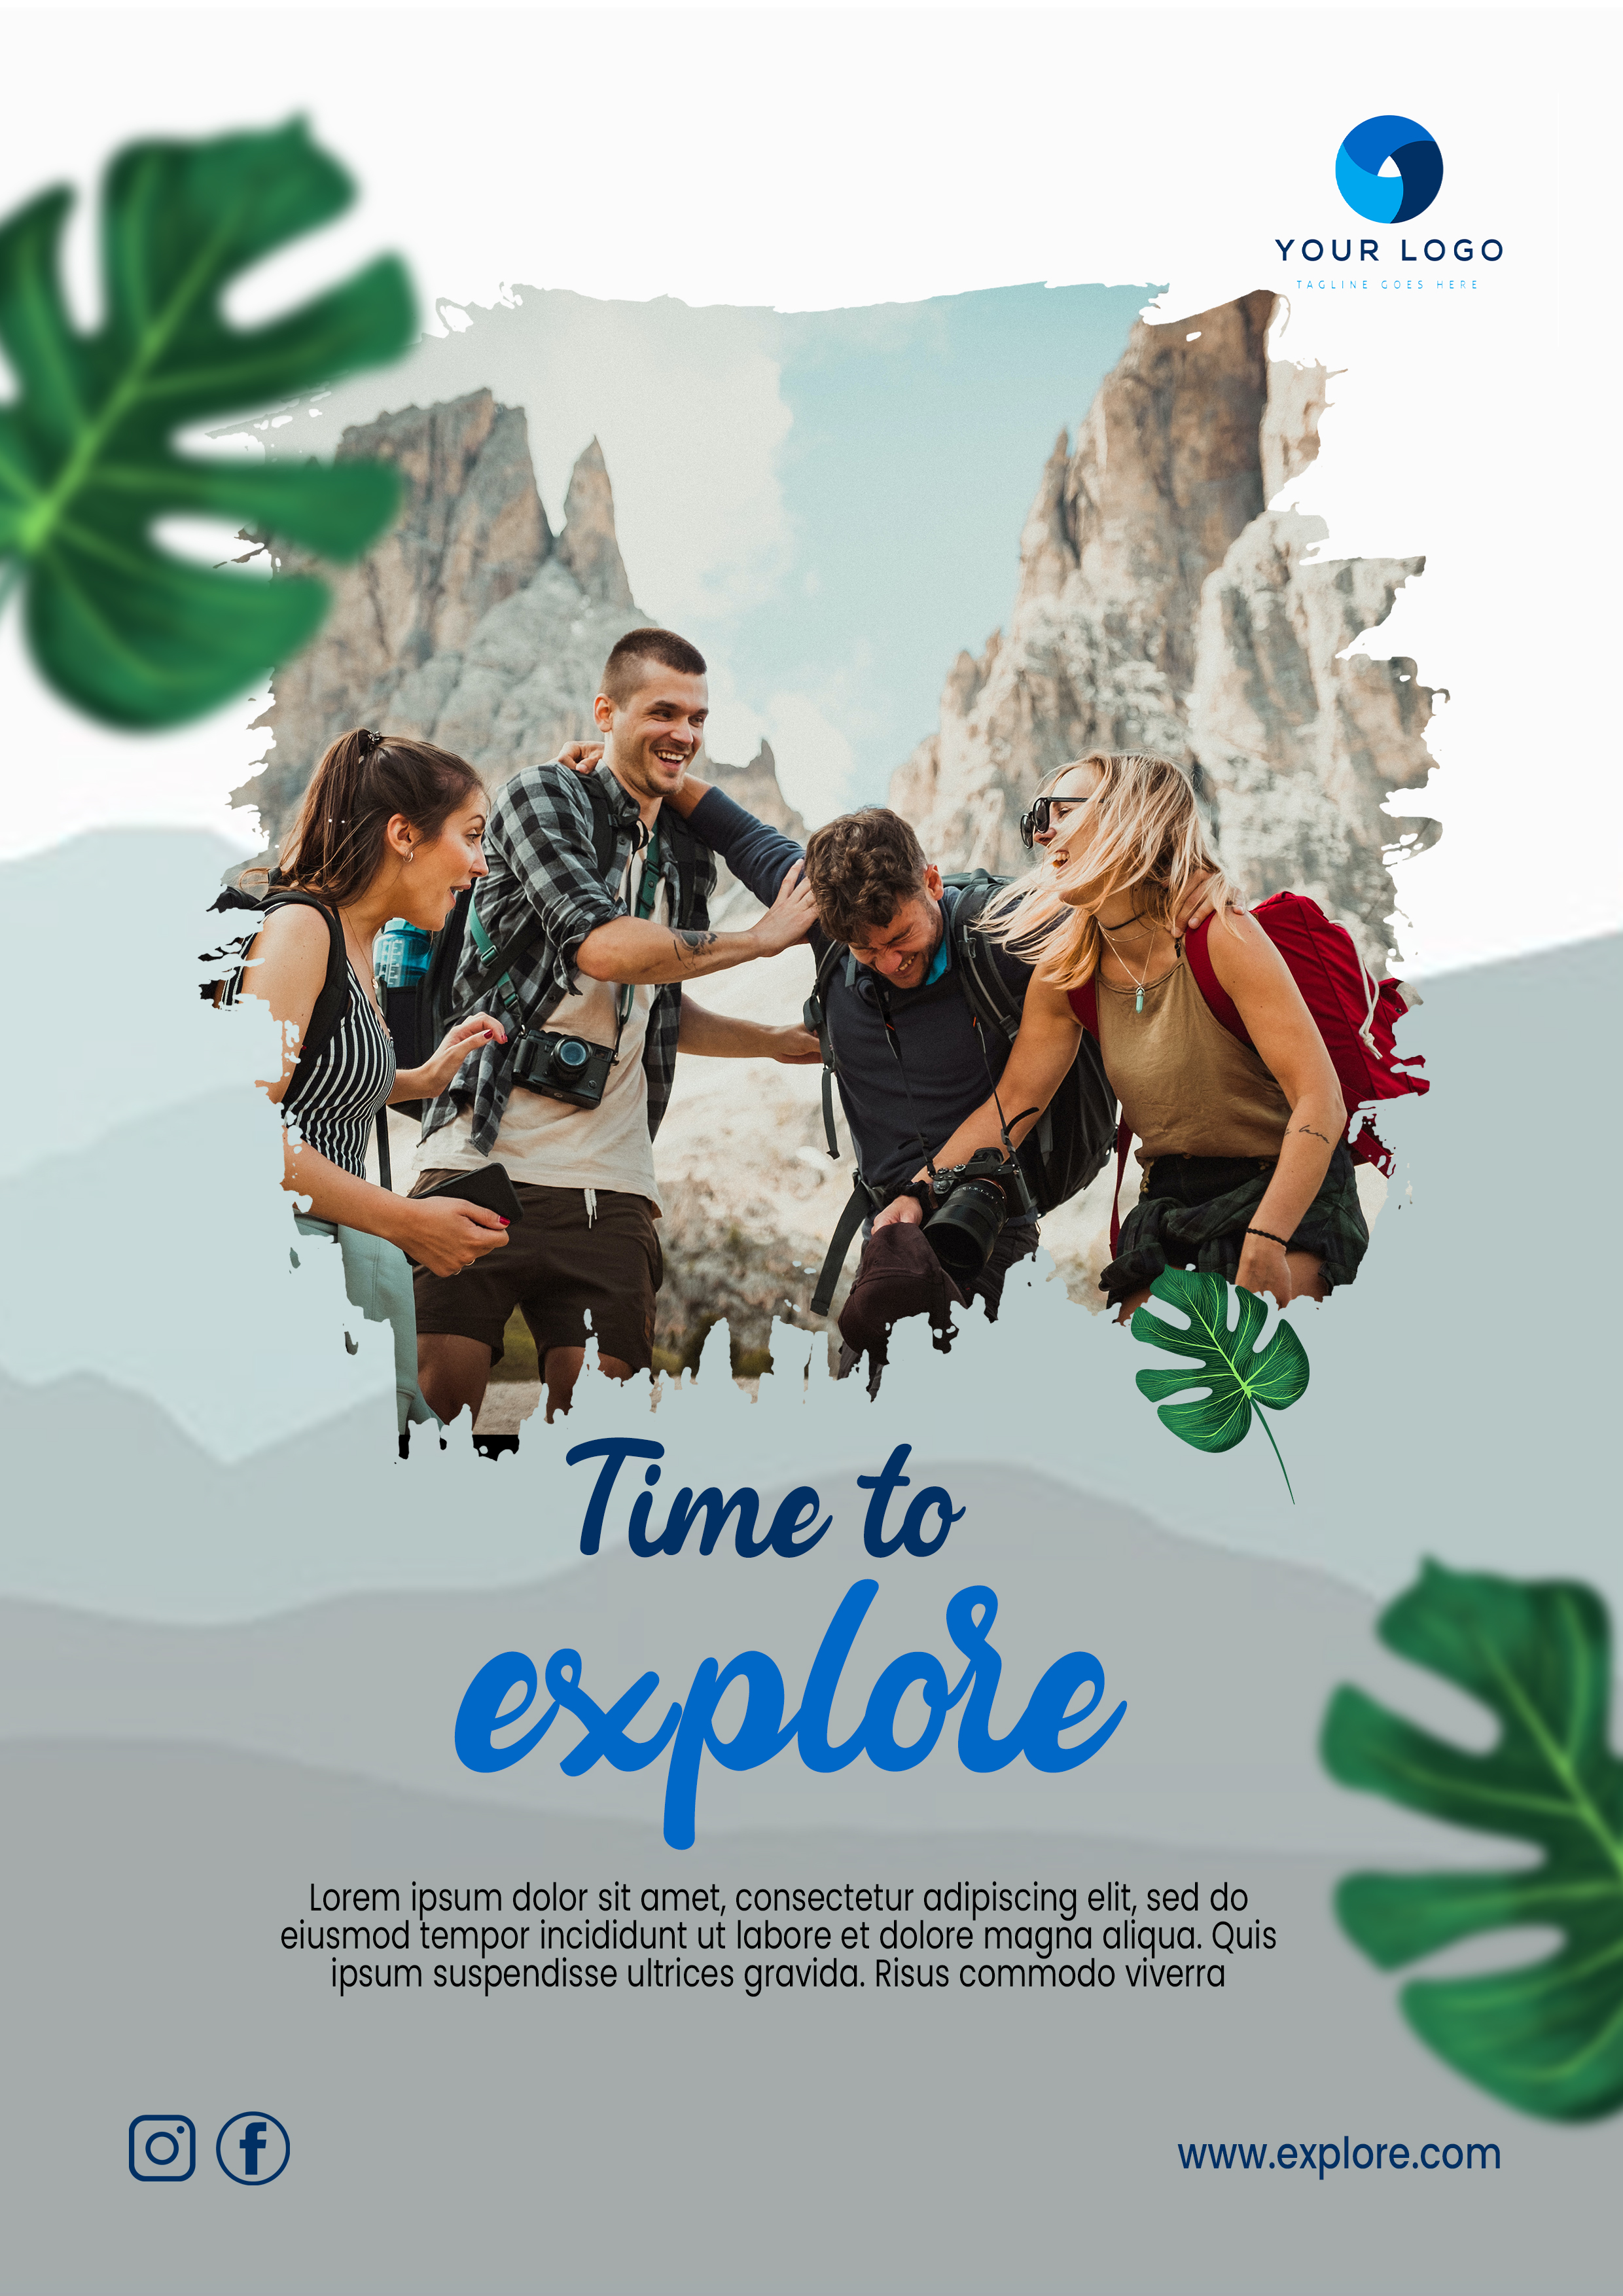 YOUR LOGO
TAGLINE GOES HERE
Time to
explore
Lorem ipsum dolor sit amet, consectetur adipiscing elit, sed do
eiusmod tempor incididunt ut labore et dolore magna aliqua. Quis
ipsum suspendisse ultrices gravida. Risus commodo viverra
www.explore.com